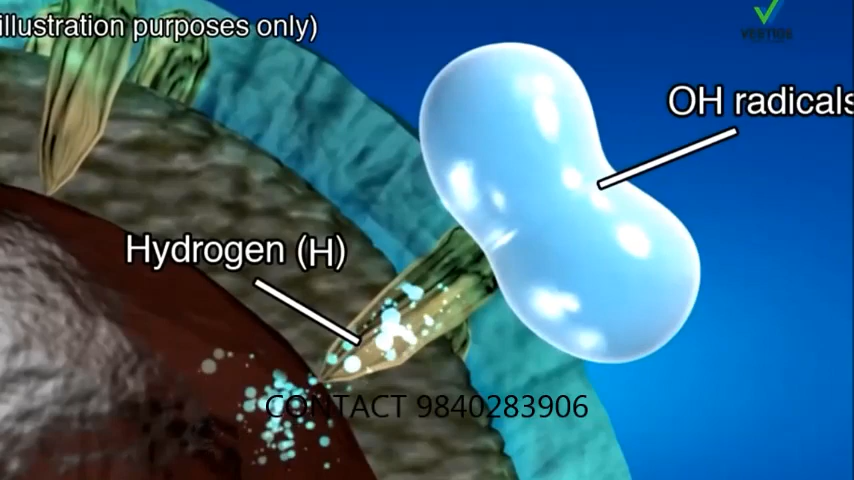 illustration purposes only)
OH radicals
Hydrogen (H)
CONTACT 9840283906